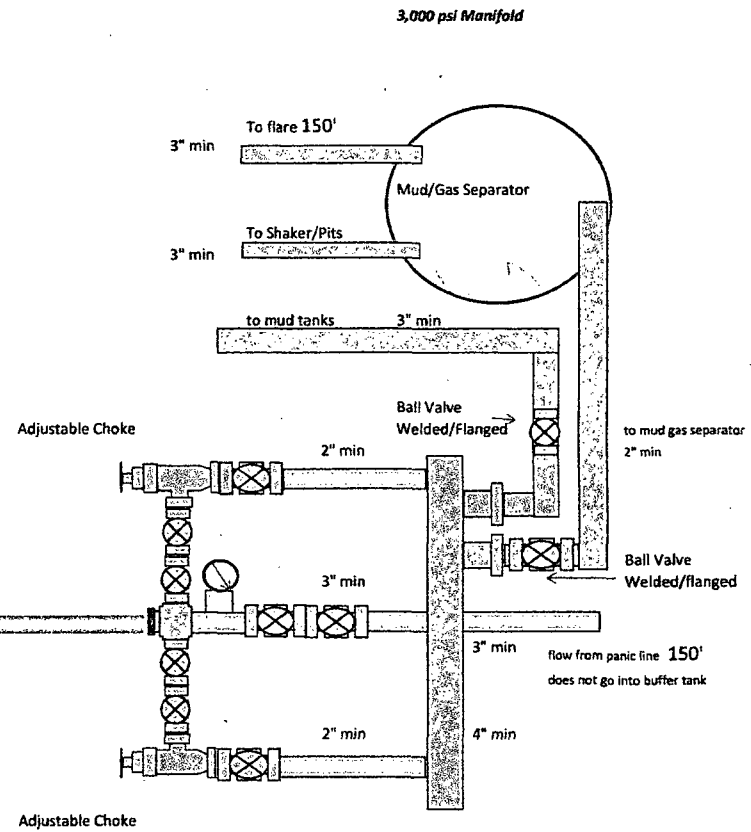 3,000 psi Manifold
To flare 150'
3" min
Mud/Gas Separator
To Shaker/Pits
3" min
to mud tanks 3" min
Ball Valve
Welded/Flanged
Adjustable Choke
to mud gas separator
2" min
2" min
Ball Valve
Welded/flanged
3" min
3" min
flow from panic line 150'
does not go into buffer tank
2" min
4" min
Adjustable Choke